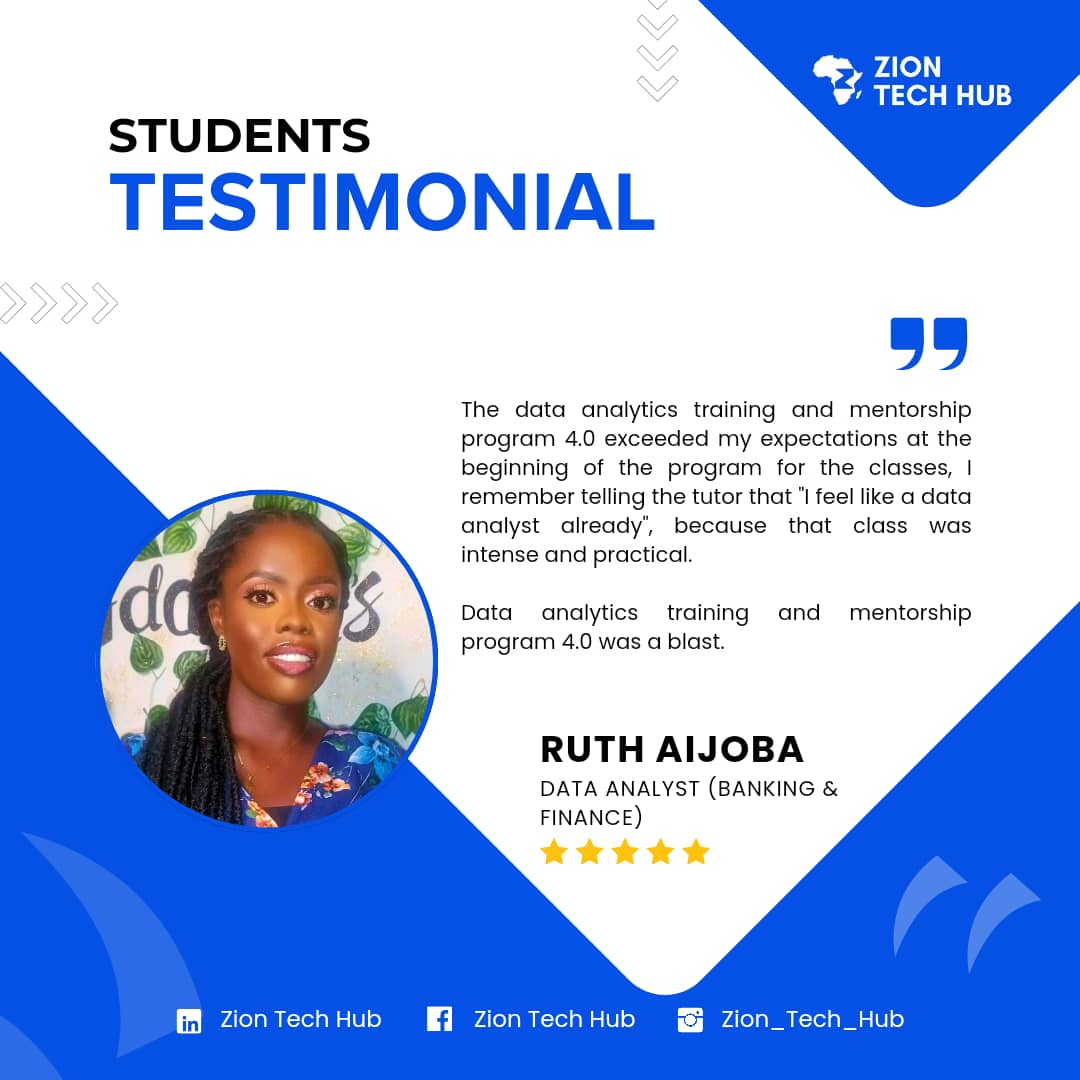 ZION
TECH HUB
STUDENTS
TESTIMONIAL
”
The data analytics training and mentorship
program 4.0 exceeded my expectations at the
beginning of the program for the classes, I
remember telling the tutor that "I feel like a data
analyst already", because that class was
intense and practical.
Data analytics training and mentorship
program 4.0 was a blast.
RUTH AIJOBA
DATA ANALYST (BANKING &
FINANCE)
in Zion Tech Hub
f Zion Tech Hub
Zion_Tech_Hub